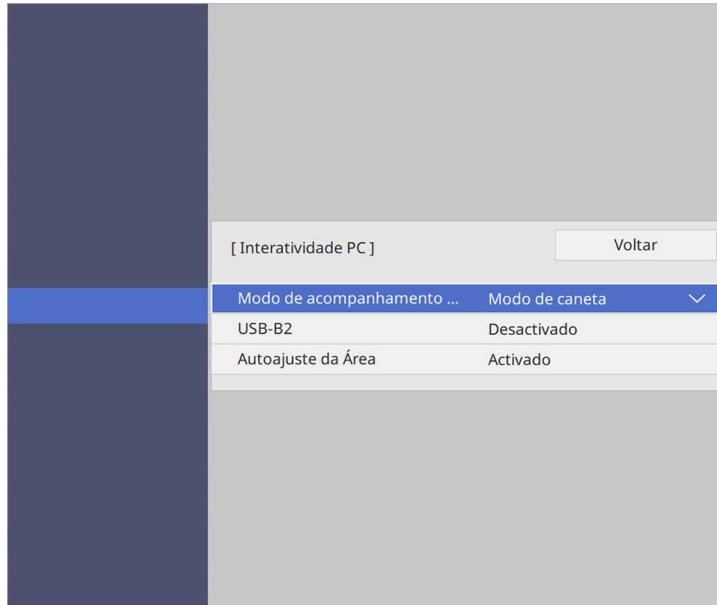 [ Interatividade PC ]
Voltar
Modo de acompanhamento ... Modo de caneta
USB-B2 Desactivado
Autoajuste da Área Activado